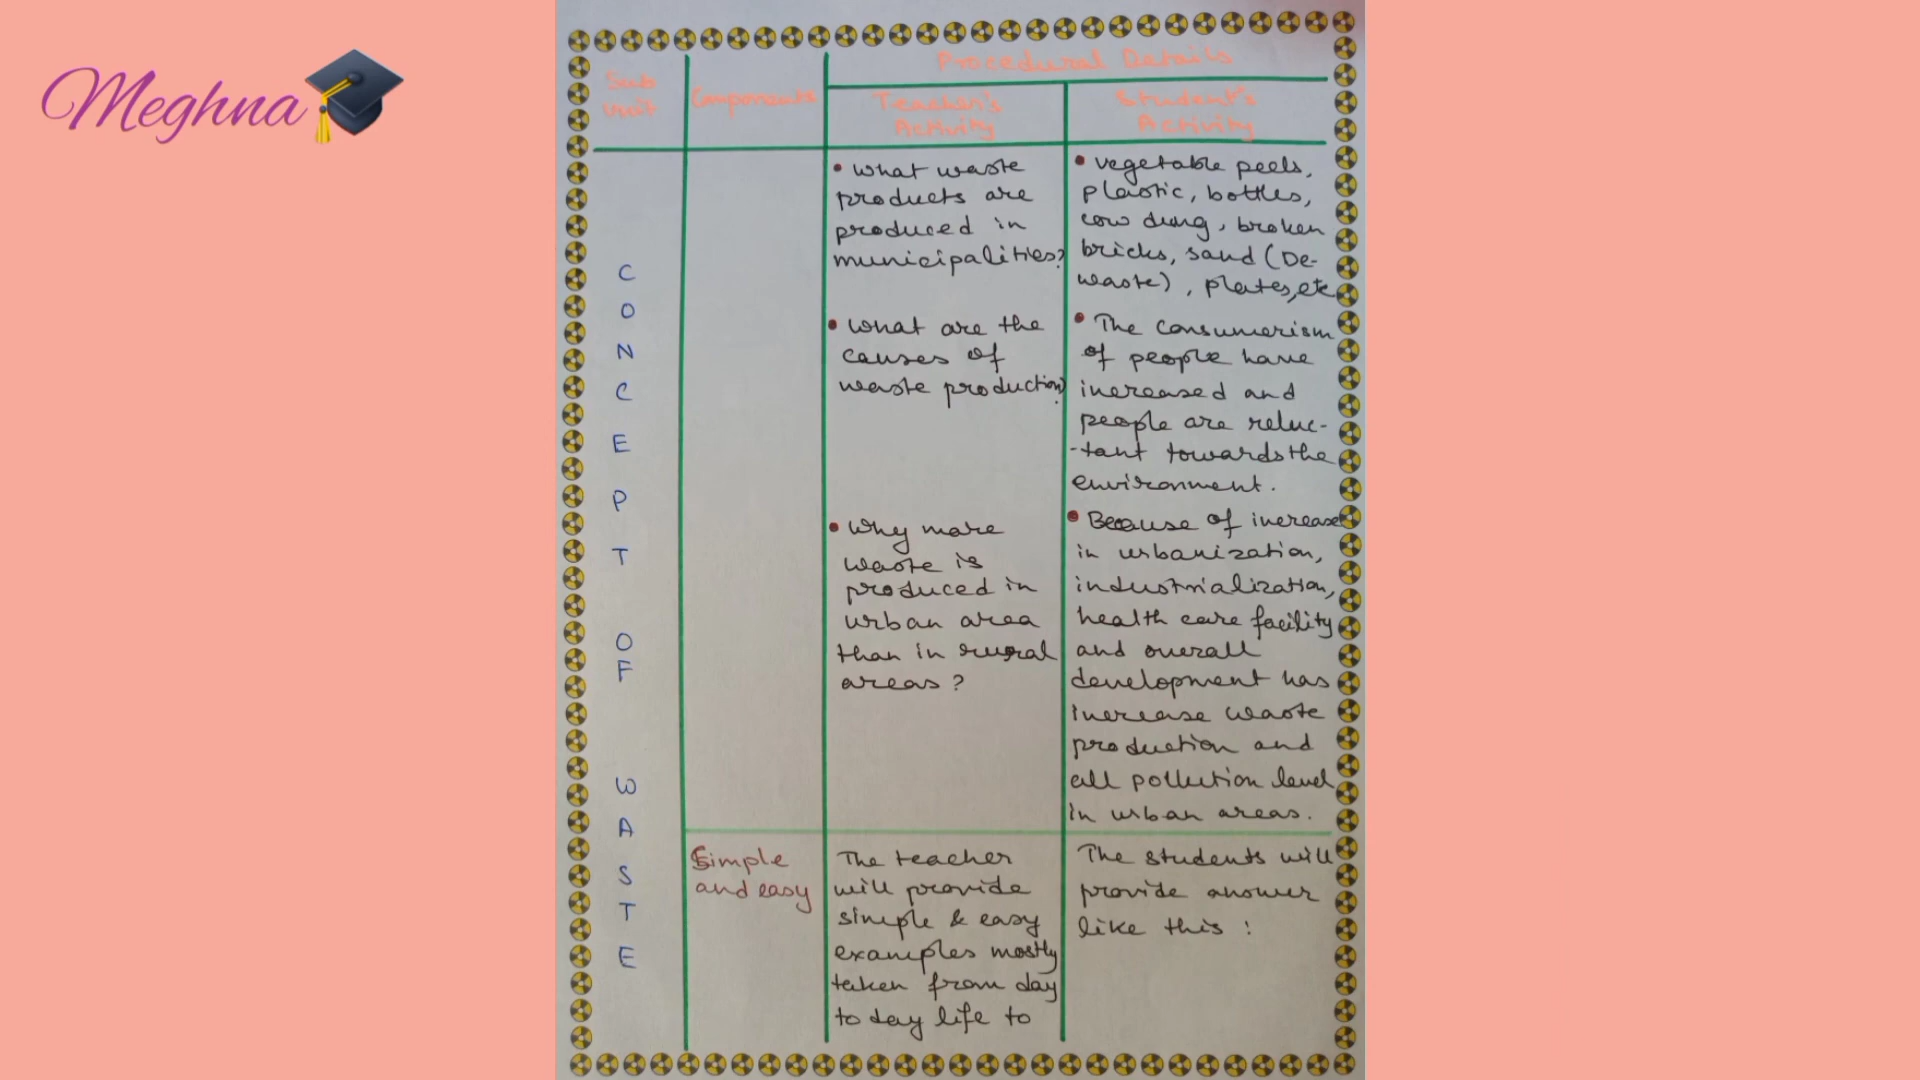 Meghna
Procedural Details
Sub
Unit
Components
Teacher's
Activity
Student's
Activity
C
O
N
C
E
P
T
O
F
W
A
S
T
E
• What waste
products are
produced in
municipalities?
• What are the
causes of
waste production?
• Why more
waste is
produced in
urban area
than in rural
areas?
• Vegetable peels,
plastic, bottles,
cow dung, broken
bricks, sand (De-
waste), plates, etc
• The Consumerism
of people have
increased and
people are reluc-
-tant towards the
environment.
• Because of increase
in urbanization,
industrialization,
health care facility
and overall
development has
increase waste
production and
all pollution level
in urban areas.
Simple
and easy
The teacher
will provide
simple & easy
examples mostly
taken from day
to day life to
The students will
provide answer
like this :